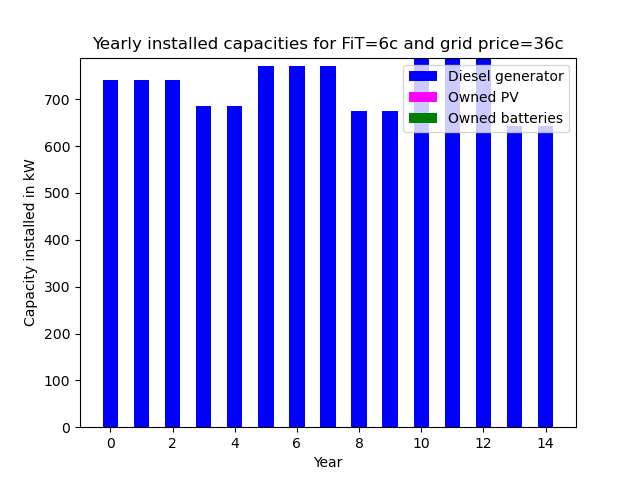 Yearly installed capacities for FiT=6c and grid price=36c
Diesel generator
Owned PV
Owned batteries
Capacity installed in kW
700
600
500
400
300
200
100
0
0 2 4 6 8 10 12 14
Year